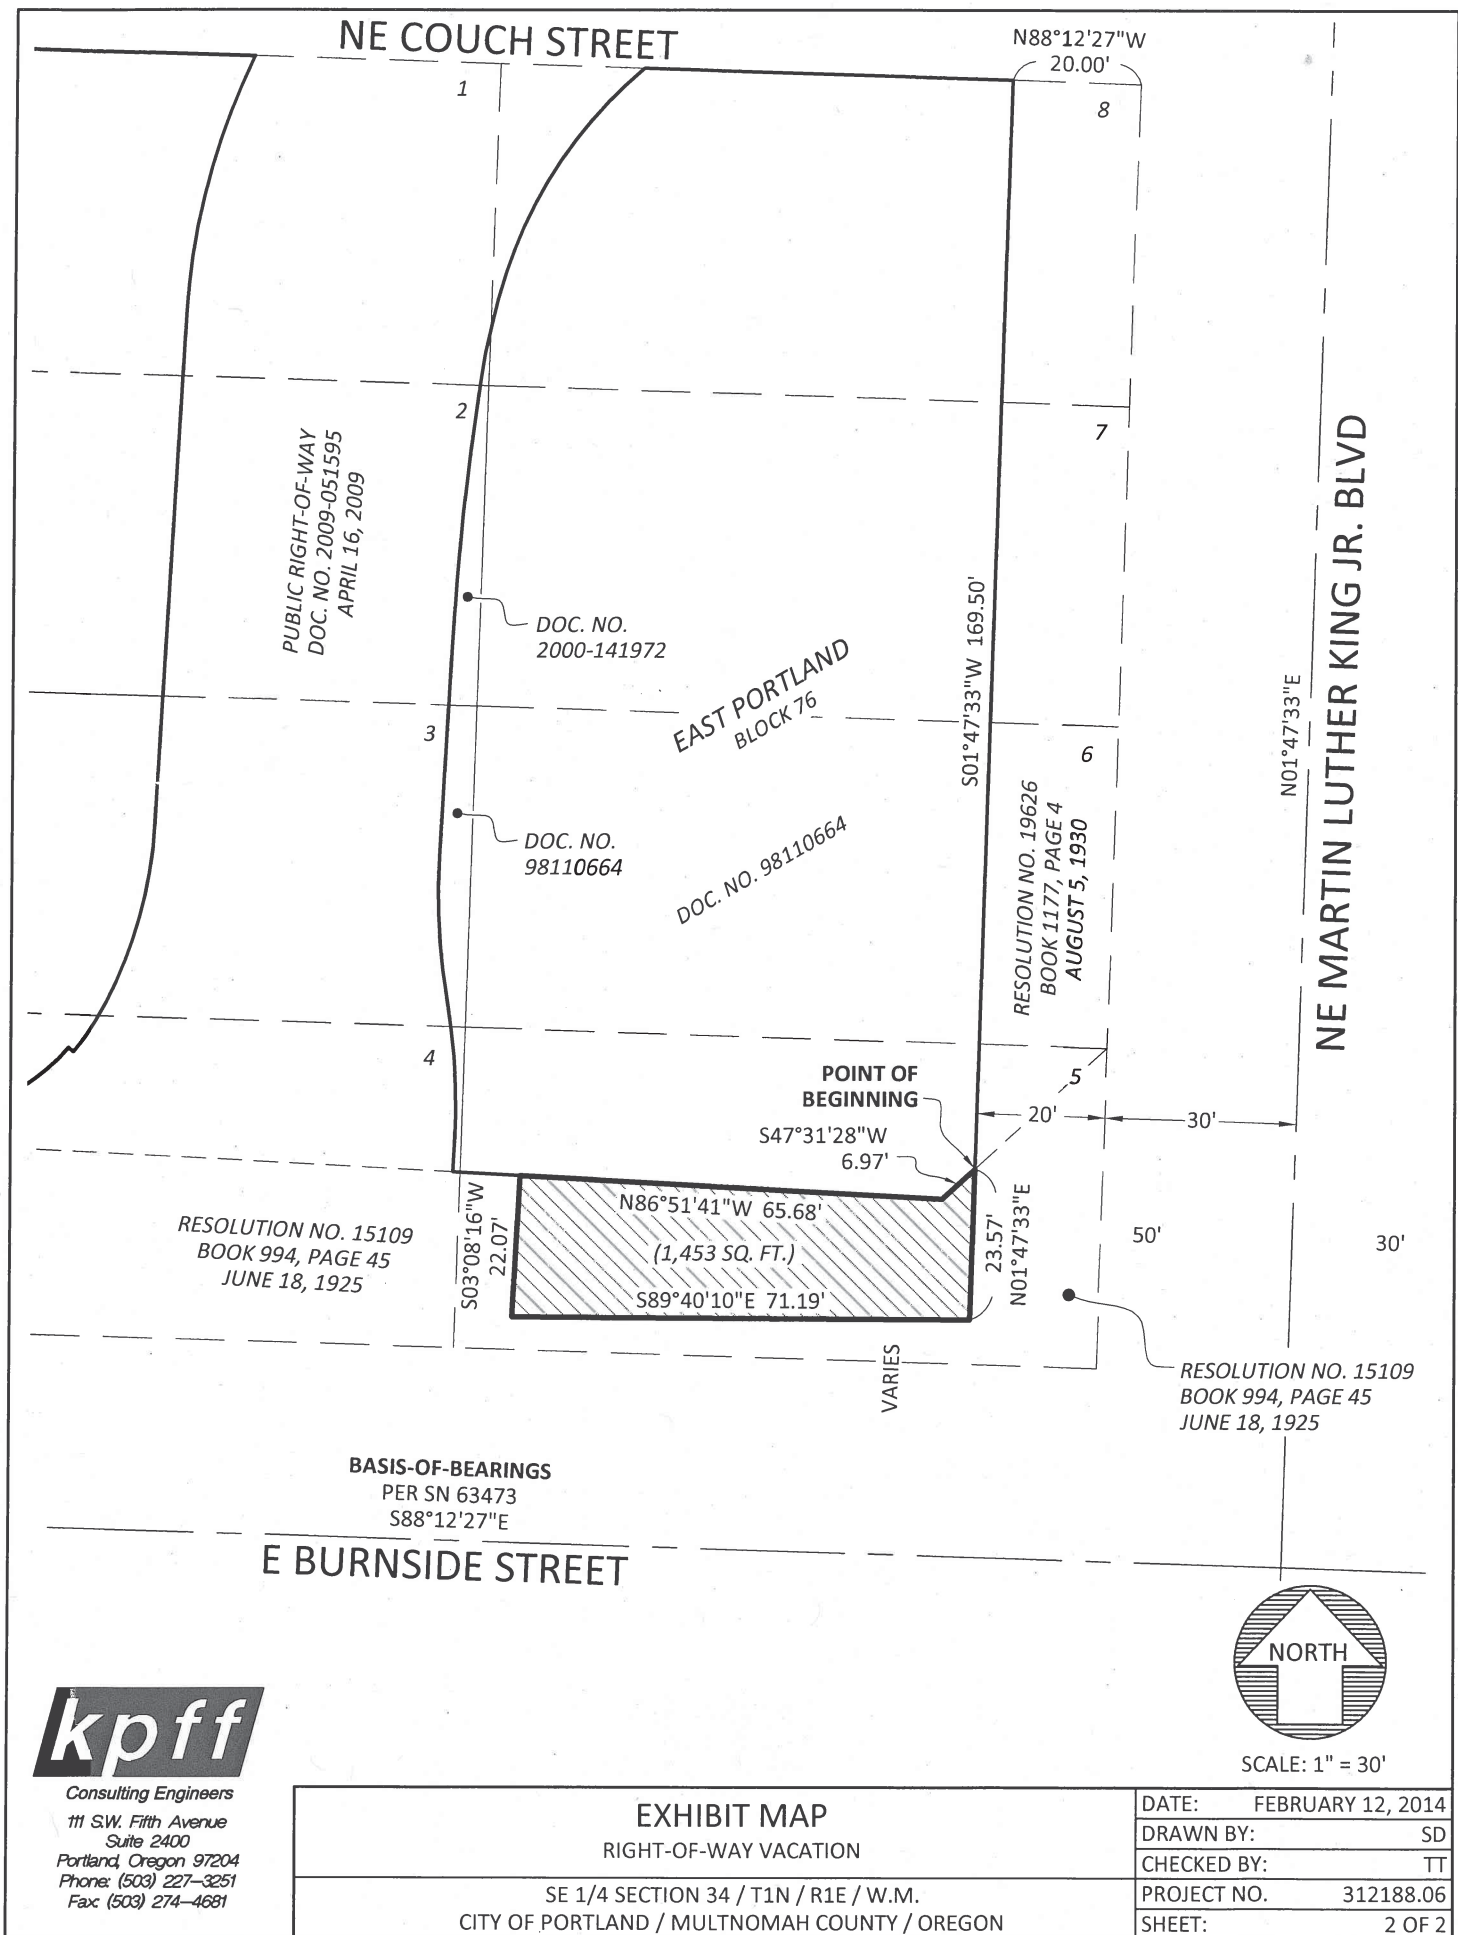 NE COUCH STREET
N88°12'27"W
20.00'
1
8
2
7
PUBLIC RIGHT-OF-WAY
DOC. NO. 2009-051595
APRIL 16, 2009
DOC. NO.
2000-141972
EAST PORTLAND
BLOCK 76
S01°47'33"W 169.50'
N01°47'33"E
NE MARTIN LUTHER KING JR. BLVD
3
6
DOC. NO.
98110664
DOC. NO. 98110664
RESOLUTION NO. 19626
BOOK 1177, PAGE 4
AUGUST 5, 1930
4
5
POINT OF
BEGINNING
20'
30'
S47°31'28"W
6.97'
RESOLUTION NO. 15109
BOOK 994, PAGE 45
JUNE 18, 1925
S03°08'16"W
22.07'
N86°51'41"W 65.68'
(1,453 SQ. FT.)
S89°40'10"E 71.19'
23.57'
N01°47'33"E
50'
30'
VARIES
RESOLUTION NO. 15109
BOOK 994, PAGE 45
JUNE 18, 1925
BASIS-OF-BEARINGS
PER SN 63473
S88°12'27"E
E BURNSIDE STREET
NORTH
SCALE: 1" = 30'
kpff
Consulting Engineers
111 S.W. Fifth Avenue
Suite 2400
Portland, Oregon 97204
Phone: (503) 227-3251
Fax: (503) 274-4681
EXHIBIT MAP
RIGHT-OF-WAY VACATION
SE 1/4 SECTION 34 / T1N / R1E / W.M.
CITY OF PORTLAND / MULTNOMAH COUNTY / OREGON
DATE: FEBRUARY 12, 2014
DRAWN BY: SD
CHECKED BY: TT
PROJECT NO. 312188.06
SHEET: 2 OF 2